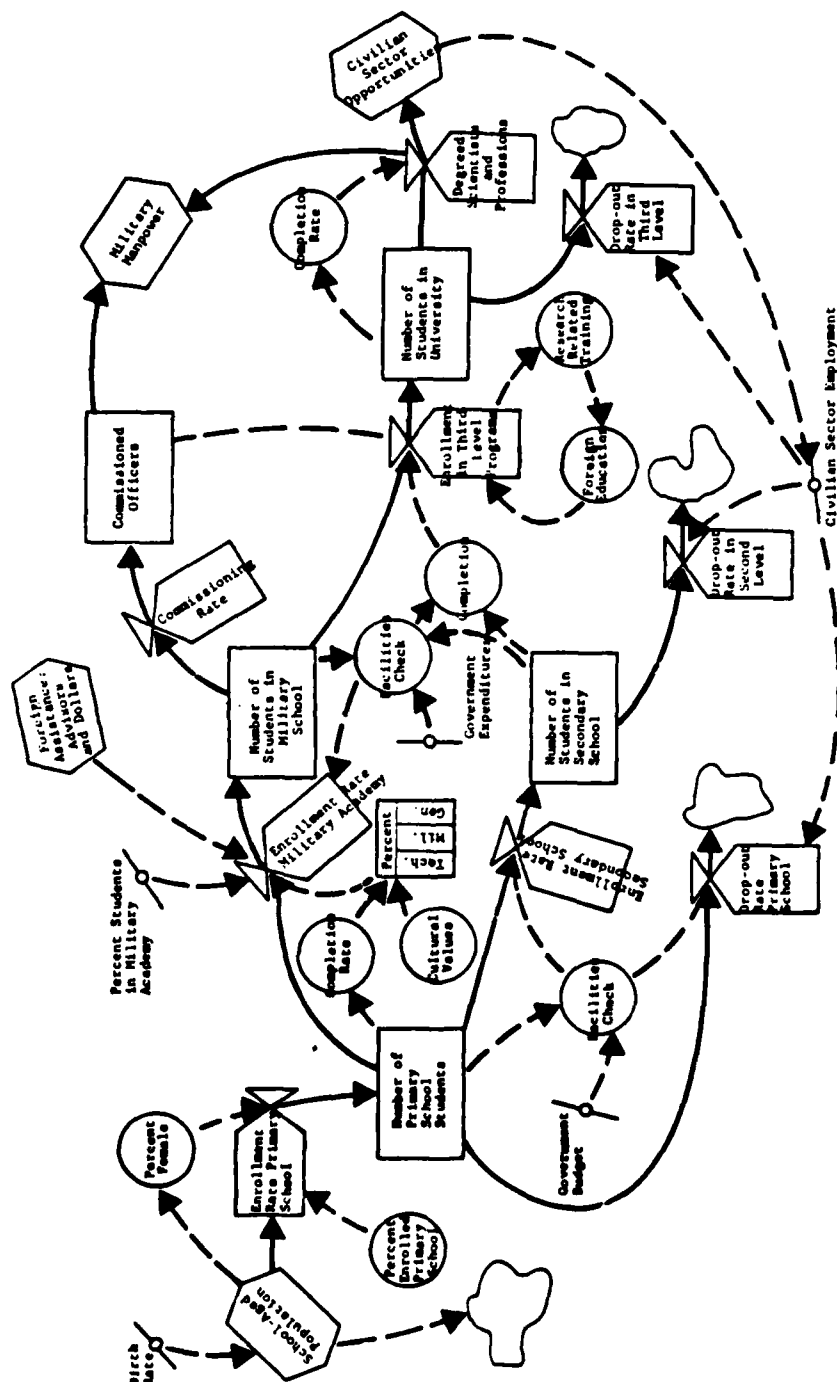 Birth
Rate
School-Aged
Population
Percent
Female
Enrollment
Rate Primary
School
Percent
Enrolled
Primary
School
Number of
Primary
School
Students
Government
Budget
Facilities
Check
Completion
Rate
Cultural
Values
Percent
Tech.
Mil.
Gen.
Percent Students
in Military
Academy
Foreign
Assistance:
Advisors
and Dollars
Enrollment Rate
Military Academy
Enrollment Rate
Secondary School
Drop-out
Rate
Primary
School
Number of
Students in
Military
School
Facilities
Check
Government
Expenditures
Completion
Number of
Students in
Secondary
School
Commissioning
Rate
Commissioned
Officers
Enrollment
in Third
Level
Programs
Foreign
Education
Research
Related
Training
Drop-out
Rate in
Second
Level
Number of
Students in
University
Completion
Rate
Military
Manpower
Degreed
Scientists
and
Professions
Civilian
Sector
Opportunities
Drop-out
Rate in
Third
Level
Civilian Sector Employment